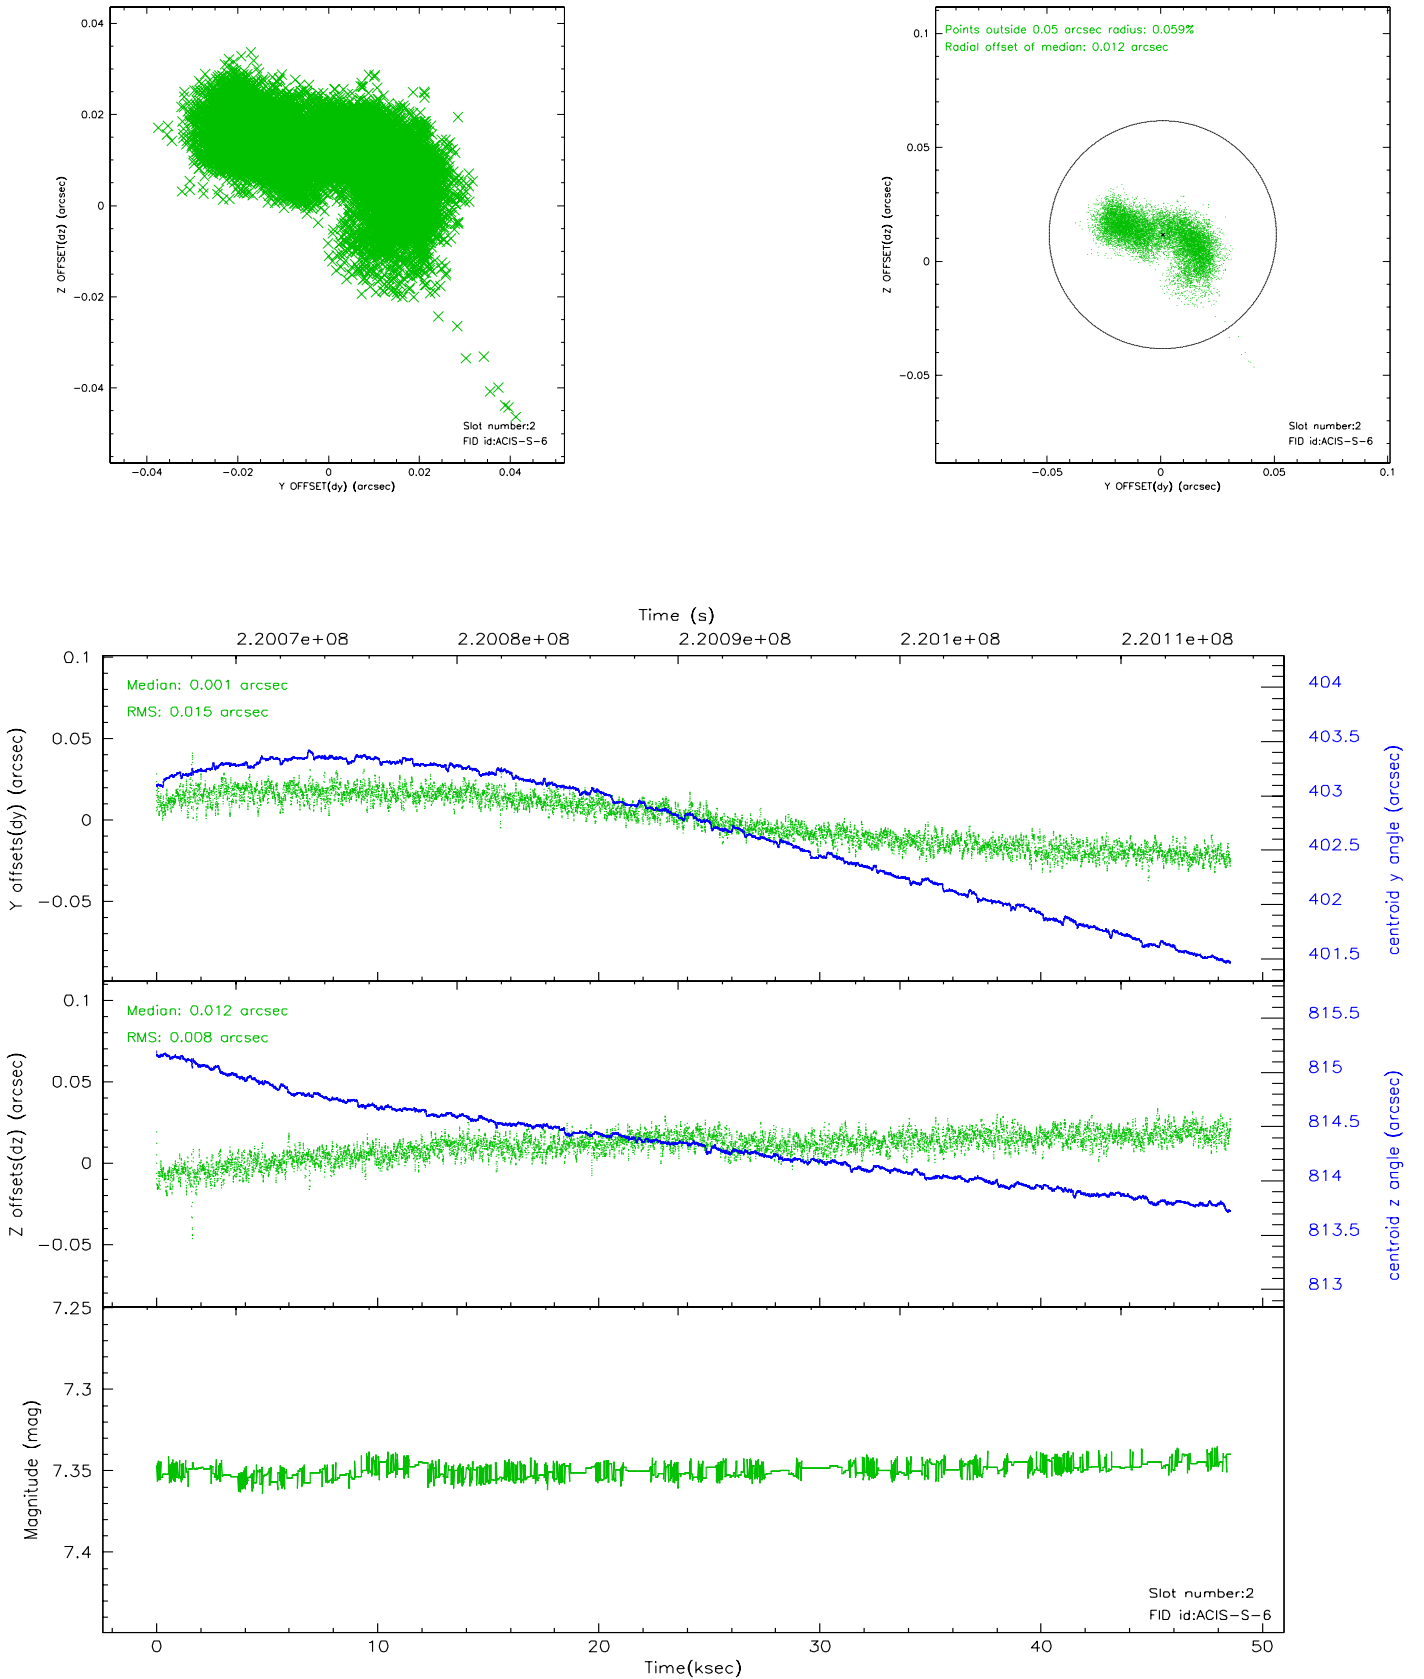 0.04
0.02
0
−0.02
−0.04
Z OFFSET(dz) (arcsec)
−0.04 −0.02 0 0.02 0.04
Y OFFSET(dy) (arcsec)
Slot number:2
FID id:ACIS−S−6
Points outside 0.05 arcsec radius: 0.059%
Radial offset of median: 0.012 arcsec
0.1
0.05
0
−0.05
Z OFFSET(dz) (arcsec)
−0.05 0 0.05 0.1
Y OFFSET(dy) (arcsec)
Slot number:2
FID id:ACIS−S−6
Time (s)
2.2007e+08 2.2008e+08 2.2009e+08 2.201e+08 2.2011e+08
Median: 0.001 arcsec
RMS: 0.015 arcsec
0.1
0.05
0
−0.05
Y offsets(dy) (arcsec)
404
403.5
403
402.5
402
401.5
centroid y angle (arcsec)
Median: 0.012 arcsec
RMS: 0.008 arcsec
0.1
0.05
0
−0.05
Z offsets(dz) (arcsec)
815.5
815
814.5
814
813.5
813
centroid z angle (arcsec)
7.25
7.3
7.35
7.4
Magnitude (mag)
Slot number:2
FID id:ACIS−S−6
0 10 20 30 40 50
Time(ksec)